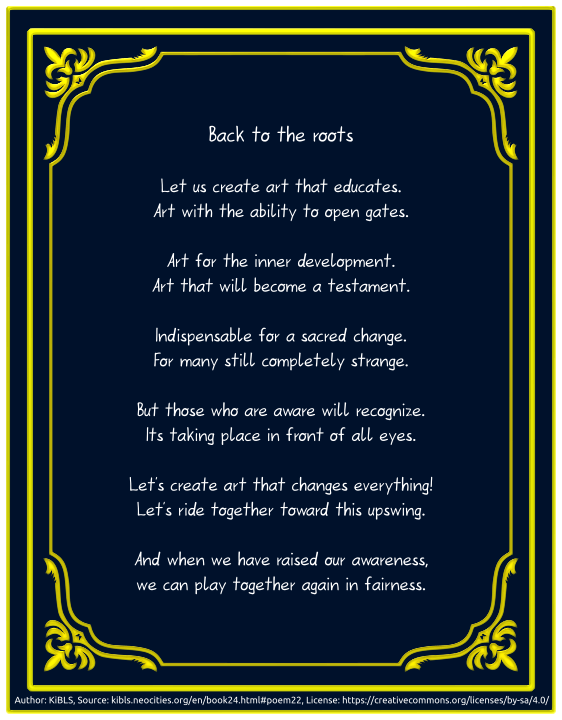 Back to the roots
Let us create art that educates.
Art with the ability to open gates.
Art for the inner development.
Art that will become a testament.
Indispensable for a sacred change.
For many still completely strange.
But those who are aware will recognize.
Its taking place in front of all eyes.
Let's create art that changes everything!
Let's ride together toward this upswing.
And when we have raised our awareness,
we can play together again in fairness.
Author: KiBLS, Source: kibls.neocities.org/en/book24.html#poem22, License: https://creativecommons.org/licenses/by-sa/4.0/